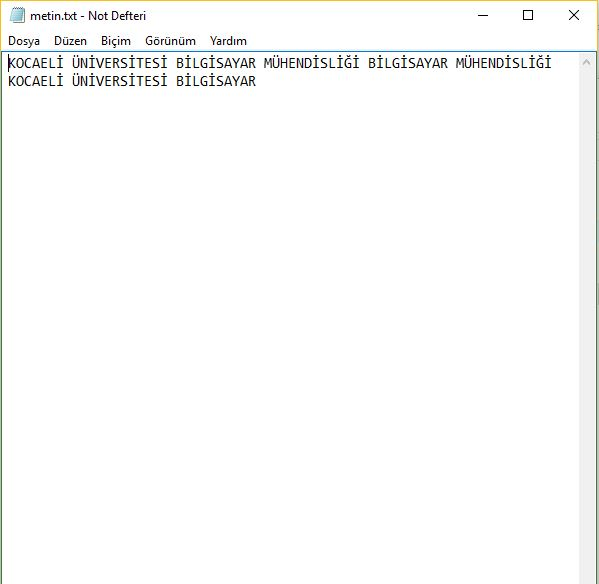 metin.txt - Not Defteri
Dosya Düzen Biçim Görünüm Yardım
KOCAELİ ÜNİVERSİTESİ BİLGİSAYAR MÜHENDİSLİĞİ BİLGİSAYAR MÜHENDİSLİĞİ
KOCAELİ ÜNİVERSİTESİ BİLGİSAYAR